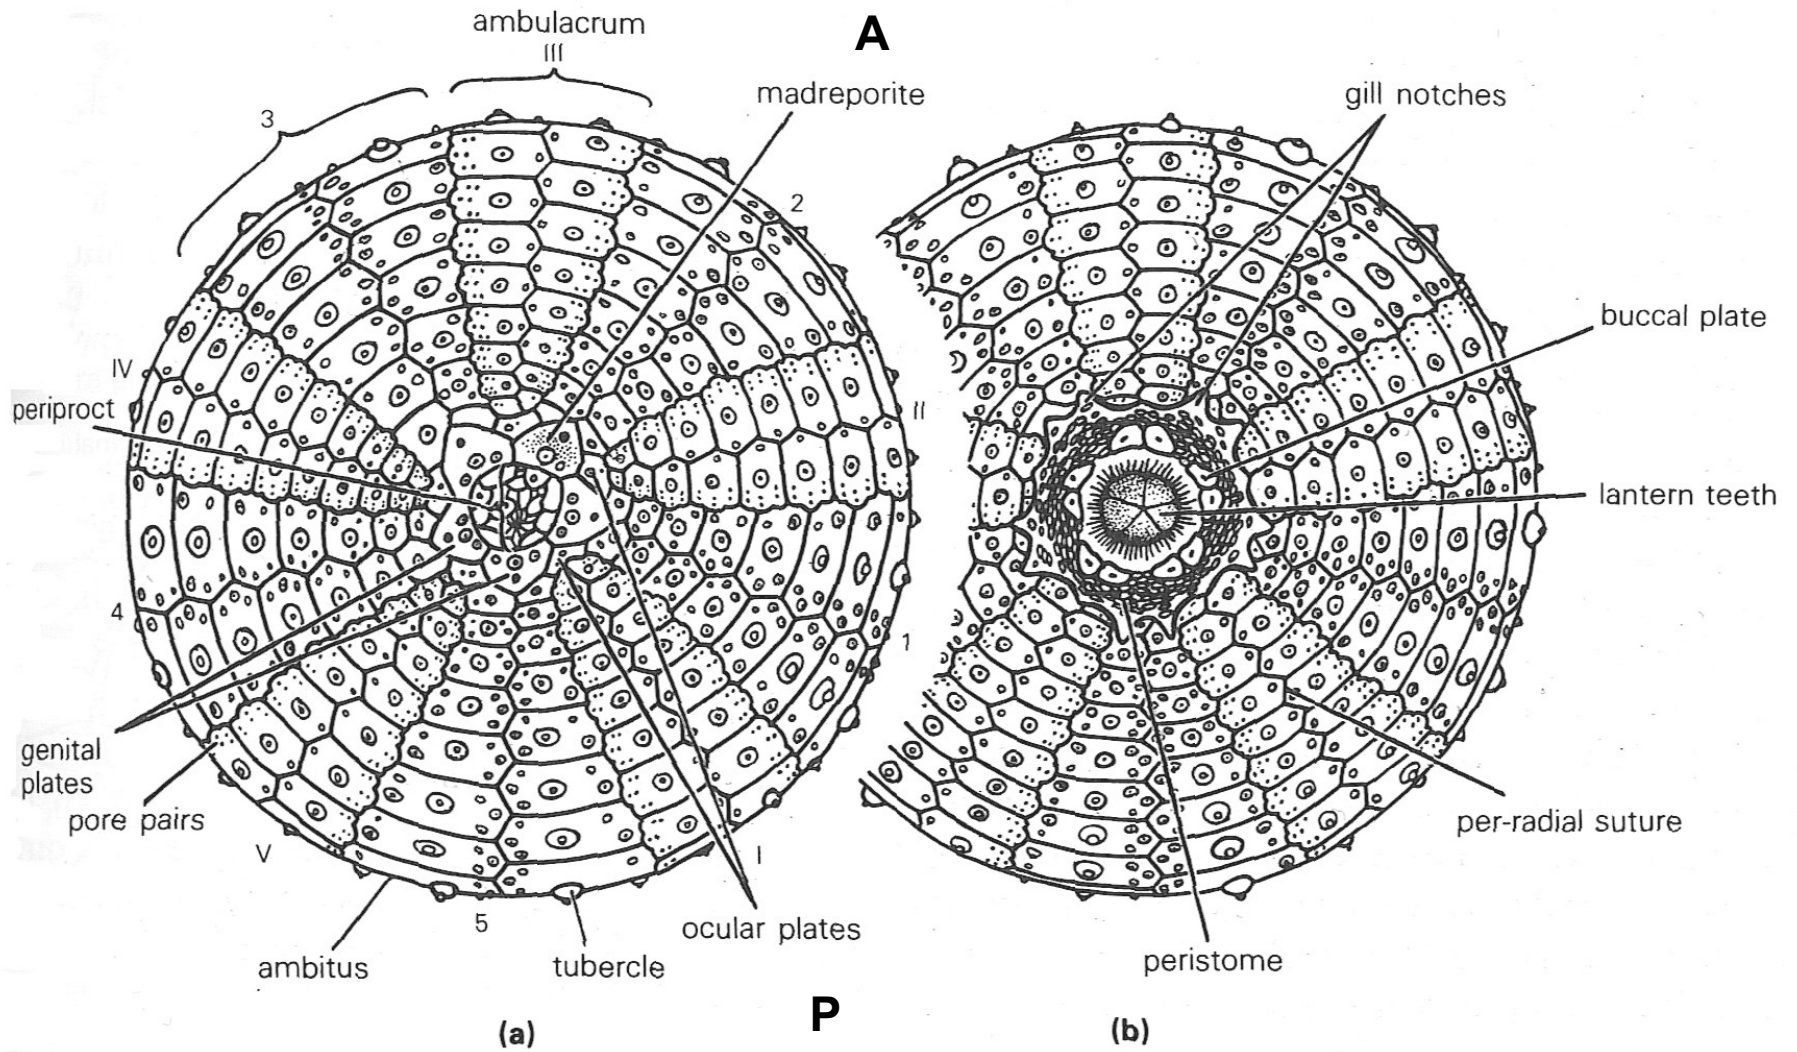 ambulacrum
III
A
madreporite
gill notches
3
2
buccal plate
IV
periproct
II
lantern teeth
4
1
genital
plates
pore pairs
per-radial suture
V
I
5
ocular plates
ambitus
tubercle
peristome
P
(a)
(b)